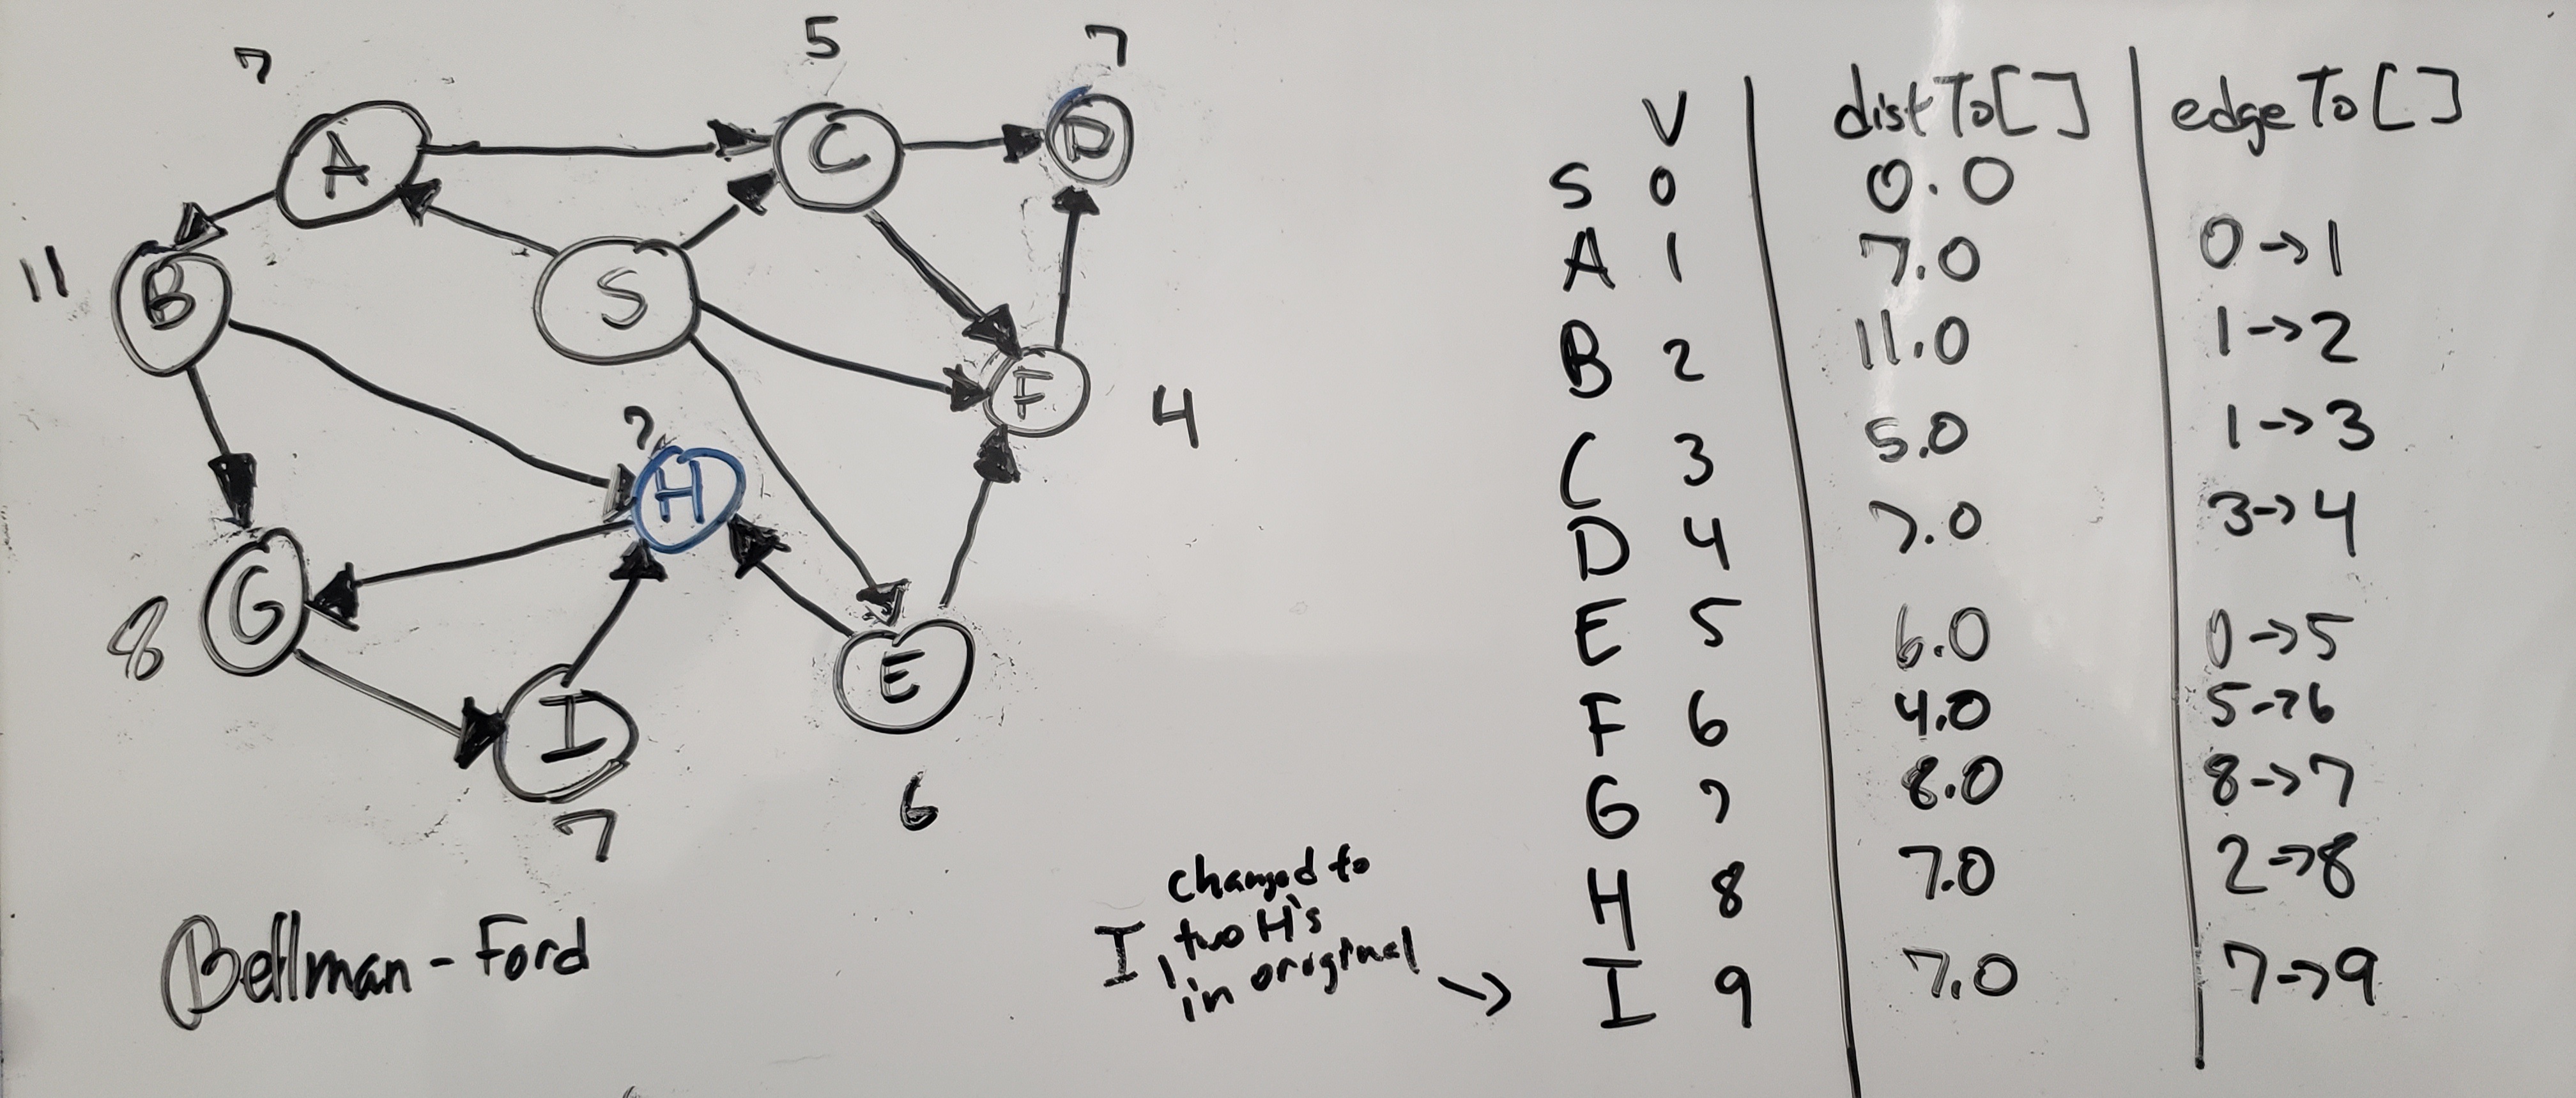 7
5
7
A
C
D
11
B
S
F
4
7
H
G
8
I
E
7
6
Bellman-Ford
changed to
I, two H's
in original
->
V distTo[] edgeTo[]
S 0 0.0
A 1 7.0 0->1
B 2 11.0 1->2
C 3 5.0 1->3
D 4 7.0 3->4
E 5 6.0 0->5
F 6 4.0 5->6
G 7 8.0 8->7
H 8 7.0 2->8
I 9 7.0 7->9